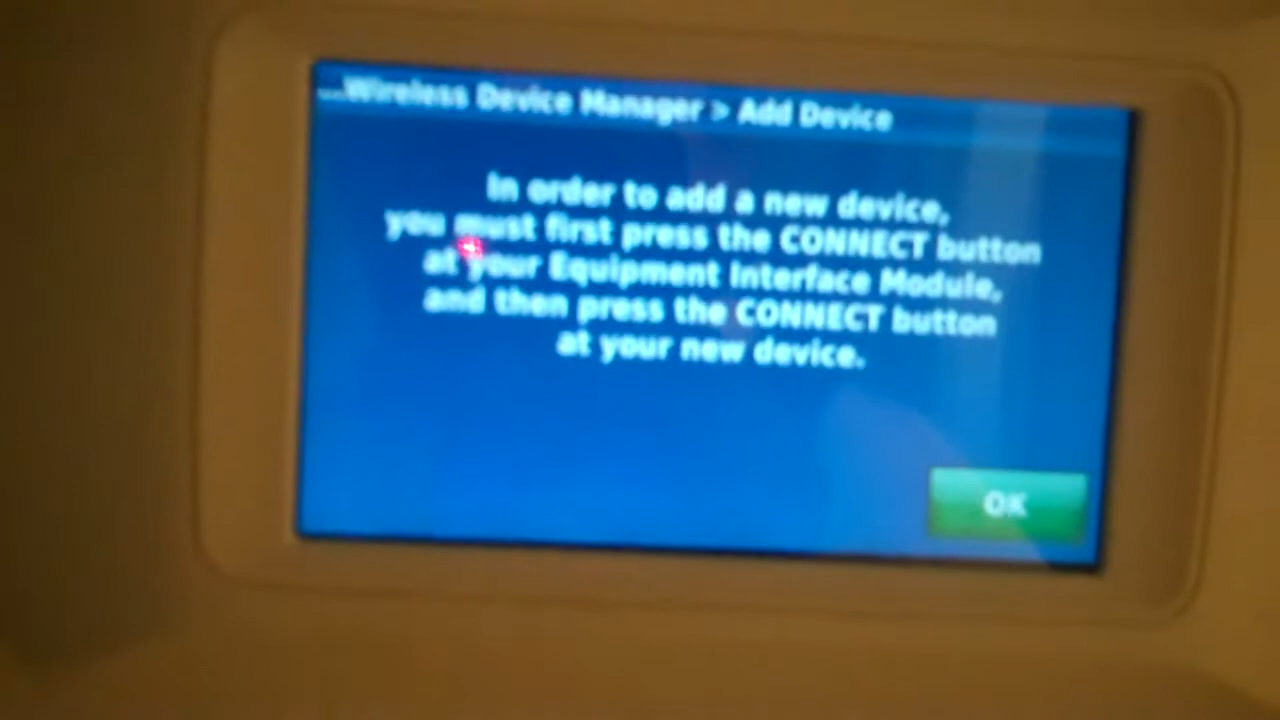 ...Wireless Device Manager > Add Device
In order to add a new device,
you must first press the CONNECT button
at your Equipment Interface Module,
and then press the CONNECT button
at your new device.
OK